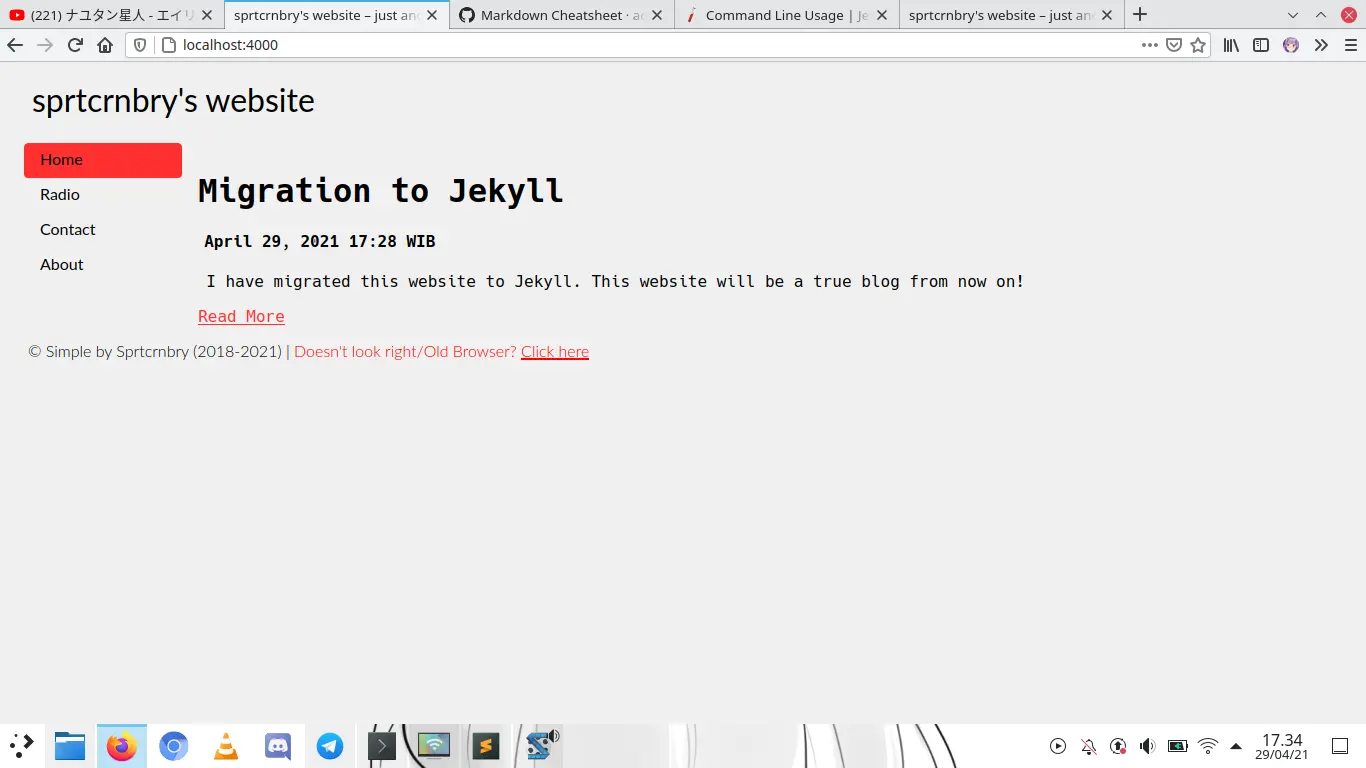 (221) ナユタン星人 - エイリ
sprtcrnbry's website – just an
Markdown Cheatsheet · ad
Command Line Usage | Je
sprtcrnbry's website – just an
localhost:4000
sprtcrnbry's website
Home
Radio
Contact
About
Migration to Jekyll
April 29, 2021 17:28 WIB
I have migrated this website to Jekyll. This website will be a true blog from now on!
Read More
© Simple by Sprtcrnbry (2018-2021) | Doesn't look right/Old Browser? Click here
17.34
29/04/21